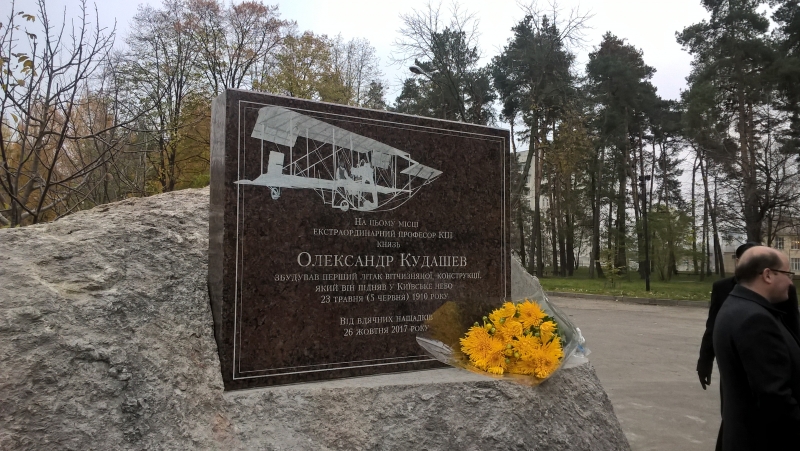 На цьому місці
екстраординарний професор КПІ
князь
Олександр Кудашев
збудував перший літак вітчизняної конструкції,
який він підняв у Київське небо
23 травня (5 червня) 1910 року
Від вдячних нащадків
26 жовтня 2017 року